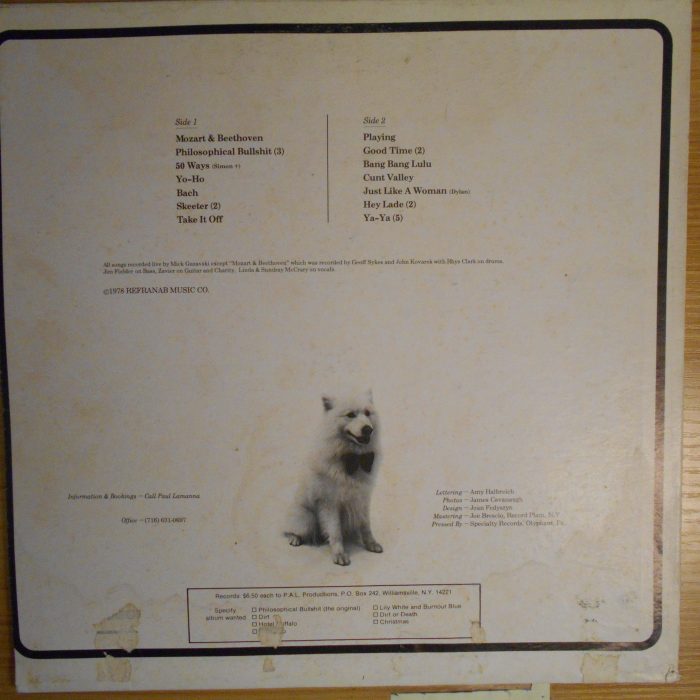 Side 1
Mozart & Beethoven
Philosophical Bullshit (3)
50 Ways (Simon +)
Yo-Ho
Bach
Skeeter (2)
Take It Off
Side 2
Playing
Good Time (2)
Bang Bang Lulu
Cunt Valley
Just Like A Woman (Dylan)
Hey Lade (2)
Ya-Ya (5)
All songs recorded live by Mick Guzavski except "Mozart & Beethoven" which was recorded by Geoff Sykes and John Kovarek with Rhys Clark on drums.
Jim Fielder on Bass, Zavier on Guitar and Charity. Linda & Sundray McCrary on vocals.
©1978 REFRANAB MUSIC CO.
Information & Bookings — Call Paul Lamanna
Office — (716) 631-0697
Lettering — Amy Halbreich
Photos — James Cavanaugh
Design — Jean Fedyszyn
Mastering — Joe Brescio, Record Plant, N.Y.
Pressed By — Specialty Records, Olyphant, Pa.
Records: $6.50 each to P.A.L. Productions, P.O. Box 242, Williamsville, N.Y. 14221
Specify
album wanted
Philosophical Bullshit (the original)
Dirt
Hotel
Lily White and Burnout Blue
Dirt or Death
Christmas